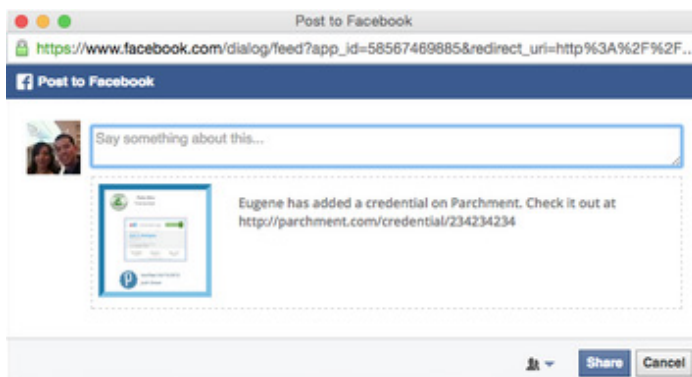 Post to Facebook
https://www.facebook.com/dialog/feed?app_id=58567469885&redirect_uri=http%3A%2F%2F...
Post to Facebook
Say something about this...
Eugene has added a credential on Parchment. Check it out at
http://parchment.com/credential/234234234
Share Cancel